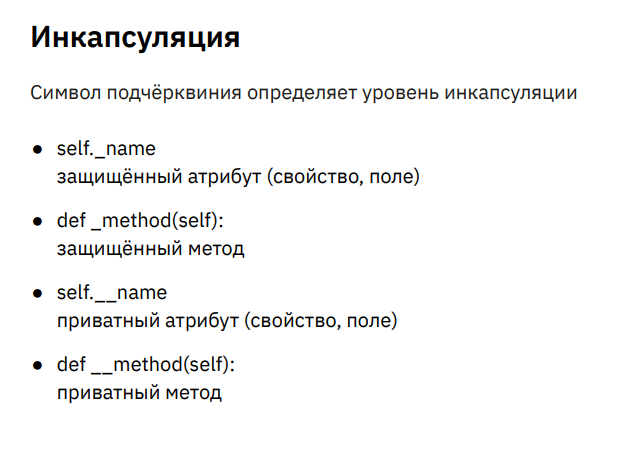 Инкапсуляция
Символ подчёрквиния определяет уровень инкапсуляции
● self._name
защищённый атрибут (свойство, поле)
● def _method(self):
защищённый метод
● self.__name
приватный атрибут (свойство, поле)
● def __method(self):
приватный метод